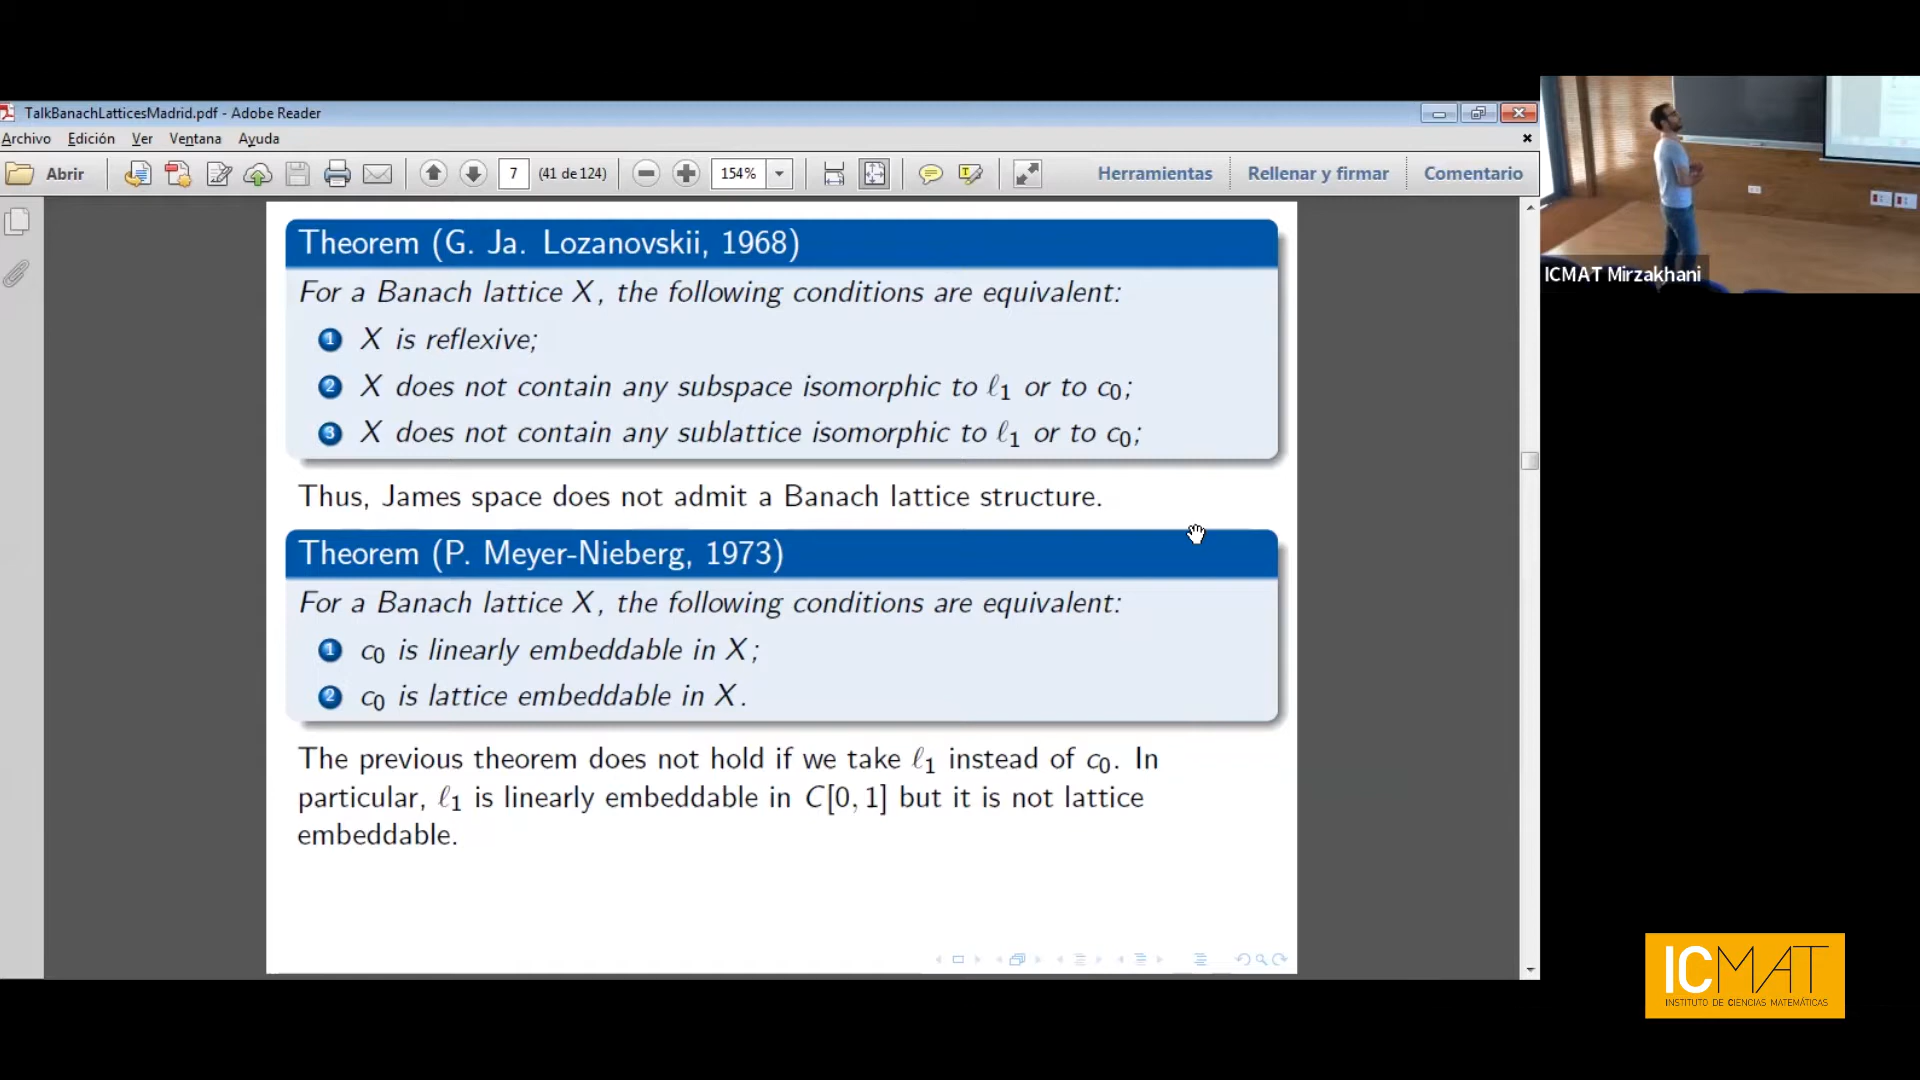 TalkBanachLatticesMadrid.pdf - Adobe Reader
Archivo Edición Ver Ventana Ayuda
Abrir 7 (41 de 124) 154% Herramientas Rellenar y firmar Comentario
Theorem (G. Ja. Lozanovskii, 1968)
For a Banach lattice X, the following conditions are equivalent:
1 X is reflexive;
2 X does not contain any subspace isomorphic to ℓ₁ or to c₀;
3 X does not contain any sublattice isomorphic to ℓ₁ or to c₀;
Thus, James space does not admit a Banach lattice structure.
Theorem (P. Meyer-Nieberg, 1973)
For a Banach lattice X, the following conditions are equivalent:
1 c₀ is linearly embeddable in X;
2 c₀ is lattice embeddable in X.
The previous theorem does not hold if we take ℓ₁ instead of c₀. In
particular, ℓ₁ is linearly embeddable in C[0, 1] but it is not lattice
embeddable.
ICMAT Mirzakhani
ICMAT
INSTITUTO DE CIENCIAS MATEMÁTICAS